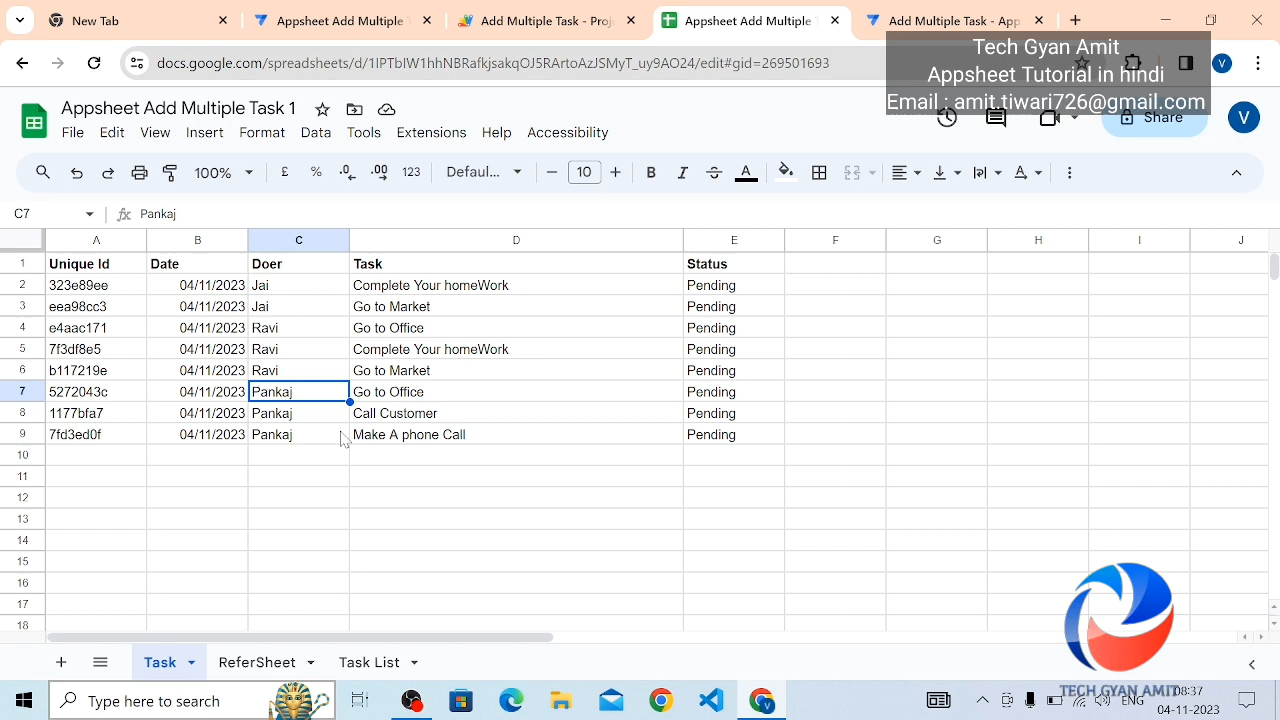 New Tab
Appsheet Add Multiple T
Add Multiple Task - Proj
Appsheet Add Multiple T
Add Multiple Task - App
Tech Gyan Amit
Appsheet Tutorial in hindi
Email : amit.tiwari726@gmail.com
docs.google.com/spreadsheets/d/1IPTbIW1hhNBRafkjsakqOJ5RArtoAzJSMyT_uy9AO24/edit#gid=269501693
V
Appsheet Add Multiple Task 1
File Edit View Insert Format Data Tools Extensions Help Accessibility
Share
V
100% £ % .0 .00 123 Defaul... 10 B I S A
C7 fx Pankaj
A B C D E F G H I J
1 Unique Id Date Doer Task Status
2 323e89ee 04/11/2023 Jai Complete Your homeWork Pending
3 eea98cc3 04/11/2023 Jai Go to Market Pending
4 e4aac171 04/11/2023 Ravi Go to Office Pending
5 7f3df8e5 04/11/2023 Ravi Complete Your homeWork Pending
6 b117219e 04/11/2023 Ravi Go to Market Pending
7 5272043c 04/11/2023 Pankaj Go to Office Pending
8 1177bfa7 04/11/2023 Pankaj Call Customer Pending
9 7fd3ed0f 04/11/2023 Pankaj Make A phone Call Pending
10
11
12
13
14
15
16
17
18
Task ReferSheet Task List
TECH GYAN AMIT
Type here to search
ENG 08:37
04-11-2023